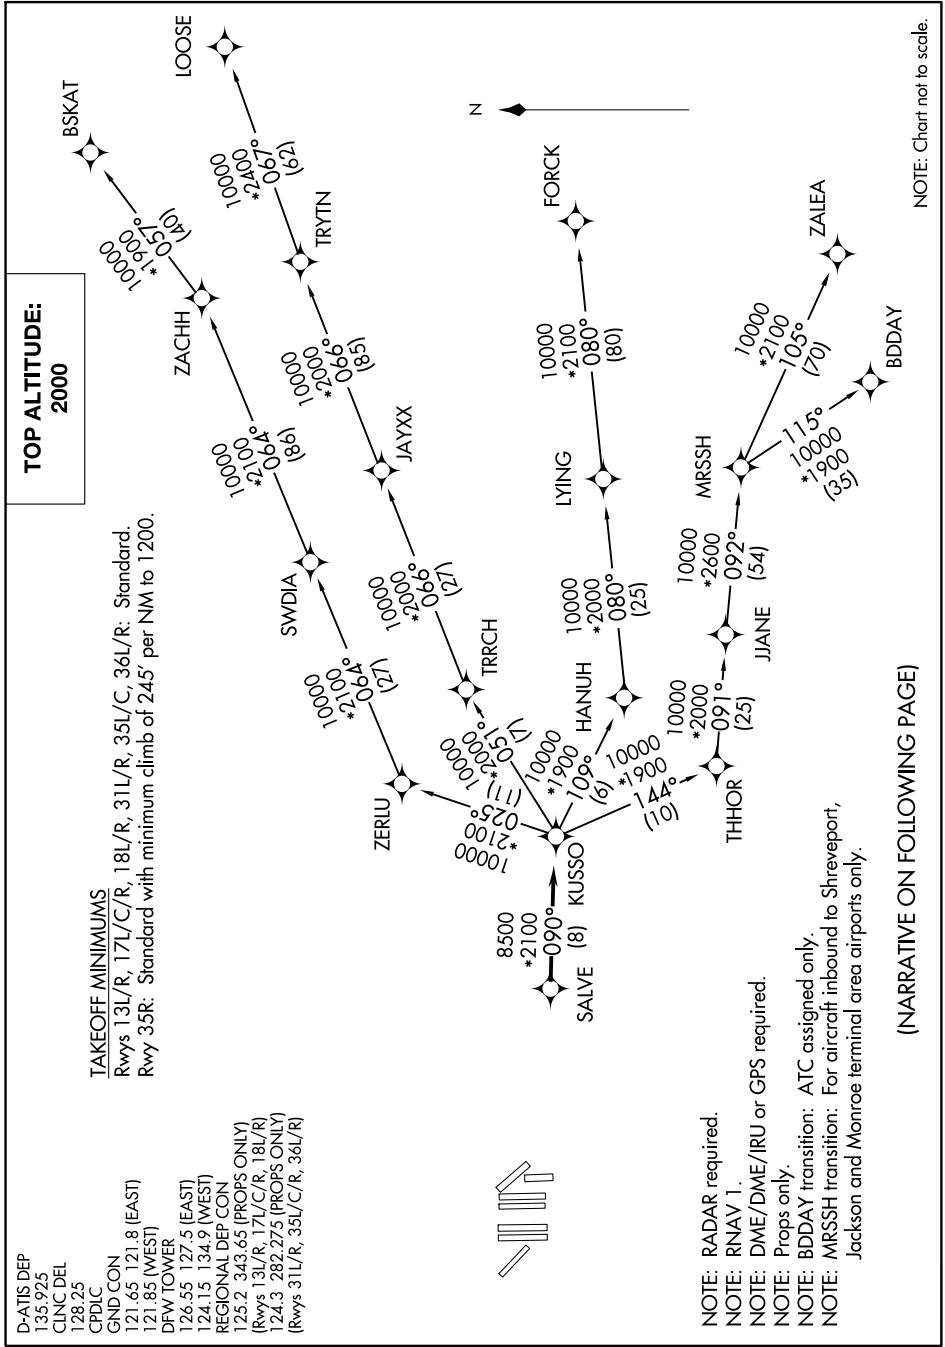 D-ATIS DEP
135.925
CLNC DEL
128.25
CPDLC
GND CON
121.65 121.8 (EAST)
121.85 (WEST)
DFW TOWER
126.55 127.5 (EAST)
124.15 134.9 (WEST)
REGIONAL DEP CON
125.2 343.65 (PROPS ONLY)
(Rwys 13L/R, 17L/C/R, 18L/R)
124.3 282.275 (PROPS ONLY)
(Rwys 31L/R, 35L/C/R, 36L/R)
TAKEOFF MINIMUMS
Rwys 13L/R, 17L/C/R, 18L/R, 31L/R, 35L/C, 36L/R: Standard.
Rwy 35R: Standard with minimum climb of 245' per NM to 1200.
TOP ALTITUDE:
2000
BSKAT
10000
*1900
057°
(40)
ZACHH
10000
*2100
064°
(86)
SWDIA
10000
*2100
064°
(27)
ZERLU
10000
*2100
025°
(11)
LOOSE
10000
*2400
067°
(62)
TRYTN
10000
*2000
066°
(85)
JAYXX
10000
*2000
066°
(27)
TRRCH
10000
*2000
051°
(7)
N
FORCK
10000
*2100
080°
(80)
LYING
10000
*2000
080°
(25)
HANUH
10000
*1900
109°
(6)
SALVE
8500
*2100
090°
(8)
KUSSO
10000
*1900
144°
(10)
THHOR
10000
*2000
091°
(25)
JJANE
10000
*2600
092°
(54)
MRSSH
10000
*2100
105°
(70)
ZALEA
115°
10000
*1900
(35)
BDDAY
NOTE: RADAR required.
NOTE: RNAV 1.
NOTE: DME/DME/IRU or GPS required.
NOTE: Props only.
NOTE: BDDAY transition: ATC assigned only.
NOTE: MRSSH transition: For aircraft inbound to Shreveport,
Jackson and Monroe terminal area airports only.
(NARRATIVE ON FOLLOWING PAGE)
NOTE: Chart not to scale.